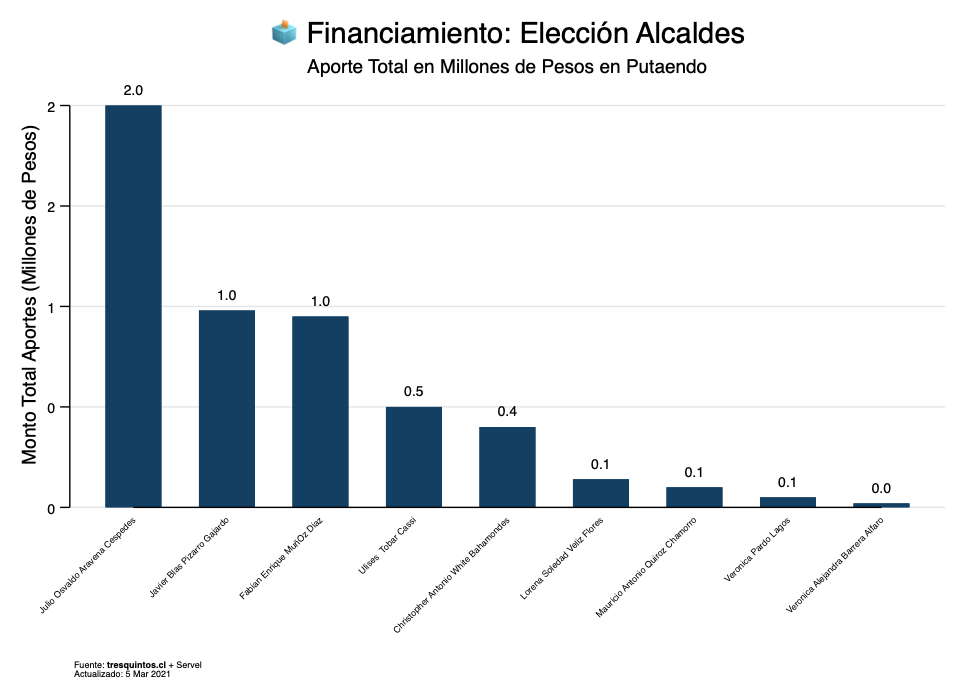 Financiamiento: Elección Alcaldes
Aporte Total en Millones de Pesos en Putaendo
Monto Total Aportes (Millones de Pesos)
2
2
1
0
0
2.0
1.0
1.0
0.5
0.4
0.1
0.1
0.1
0.0
Julio Osvaldo Aravena Cespedes
Javier Blas Pizarro Gajardo
Fabian Enrique MuñOz Diaz
Ulises Tobar Cassi
Christopher Antonio White Bahamondes
Lorena Soledad Veliz Flores
Mauricio Antonio Quiroz Chamorro
Veronica Pardo Lagos
Veronica Alejandra Barrera Alfaro
Fuente: tresquintos.cl + Servel
Actualizado: 5 Mar 2021